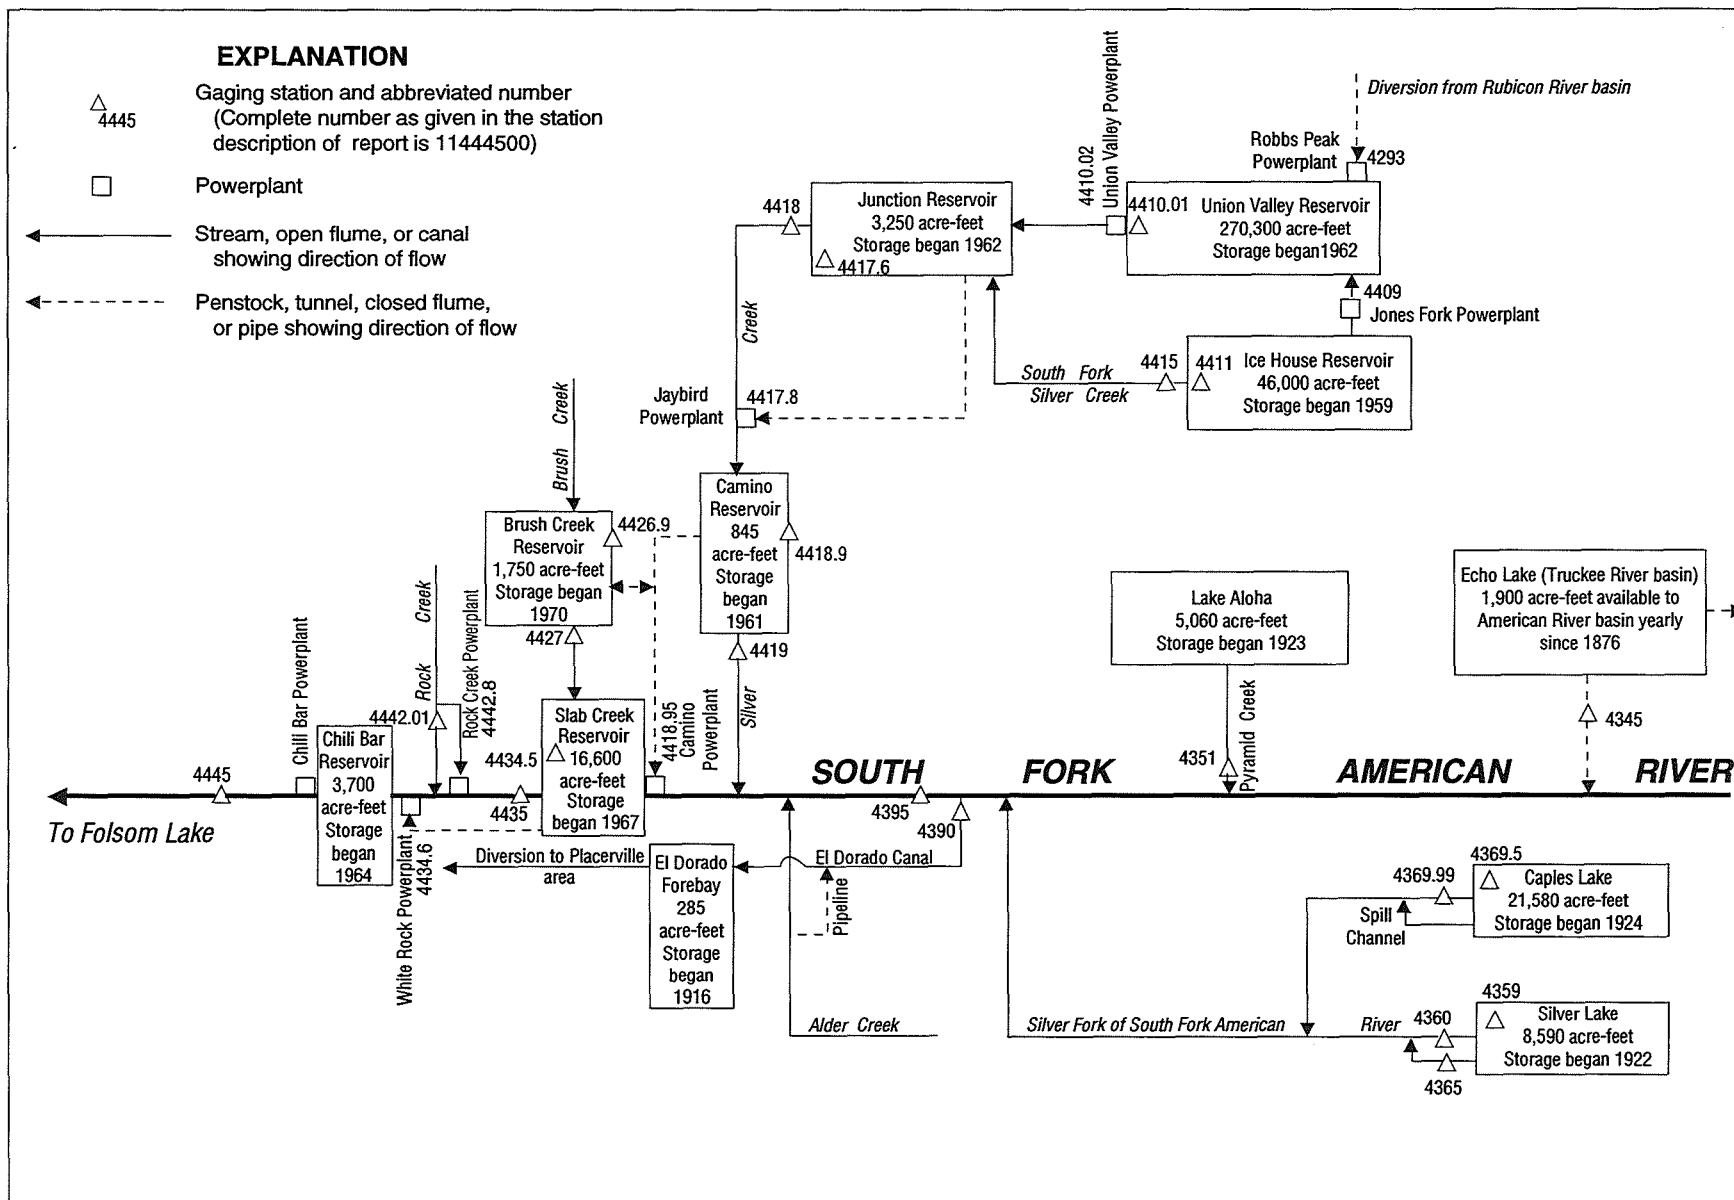 EXPLANATION
4445
Gaging station and abbreviated number
(Complete number as given in the station
description of report is 11444500)
Powerplant
Stream, open flume, or canal
showing direction of flow
Penstock, tunnel, closed flume,
or pipe showing direction of flow
Diversion from Rubicon River basin
Robbs Peak
Powerplant
4293
4410.02
Union Valley Powerplant
4410.01
Union Valley Reservoir
270,300 acre-feet
Storage began1962
4418
Junction Reservoir
3,250 acre-feet
Storage began 1962
4417.6
4409
Jones Fork Powerplant
4415
4411
Ice House Reservoir
46,000 acre-feet
Storage began 1959
South Fork
Silver Creek
Creek
Jaybird
Powerplant
4417.8
Brush Creek
Camino
Reservoir
845
acre-feet
Storage
began
1961
4418.9
4419
Silver
Brush Creek
Reservoir
1,750 acre-feet
Storage began
1970
4426.9
4427
Rock Creek
4442.01
Rock Creek Powerplant
4442.8
Chili Bar Powerplant
Chili Bar
Reservoir
3,700
acre-feet
Storage
began
1964
4434.5
Slab Creek
Reservoir
16,600
acre-feet
Storage
began 1967
4418.95
Camino
Powerplant
Lake Aloha
5,060 acre-feet
Storage began 1923
4351
Pyramid Creek
Echo Lake (Truckee River basin)
1,900 acre-feet available to
American River basin yearly
since 1876
4345
SOUTH FORK AMERICAN RIVER
4445
4435
4395
4390
To Folsom Lake
White Rock Powerplant
4434.6
Diversion to Placerville
area
El Dorado
Forebay
285
acre-feet
Storage
began
1916
El Dorado Canal
Pipeline
Alder Creek
4369.5
4369.99
Caples Lake
21,580 acre-feet
Storage began 1924
Spill
Channel
Silver Fork of South Fork American River
4359
4360
Silver Lake
8,590 acre-feet
Storage began 1922
4365